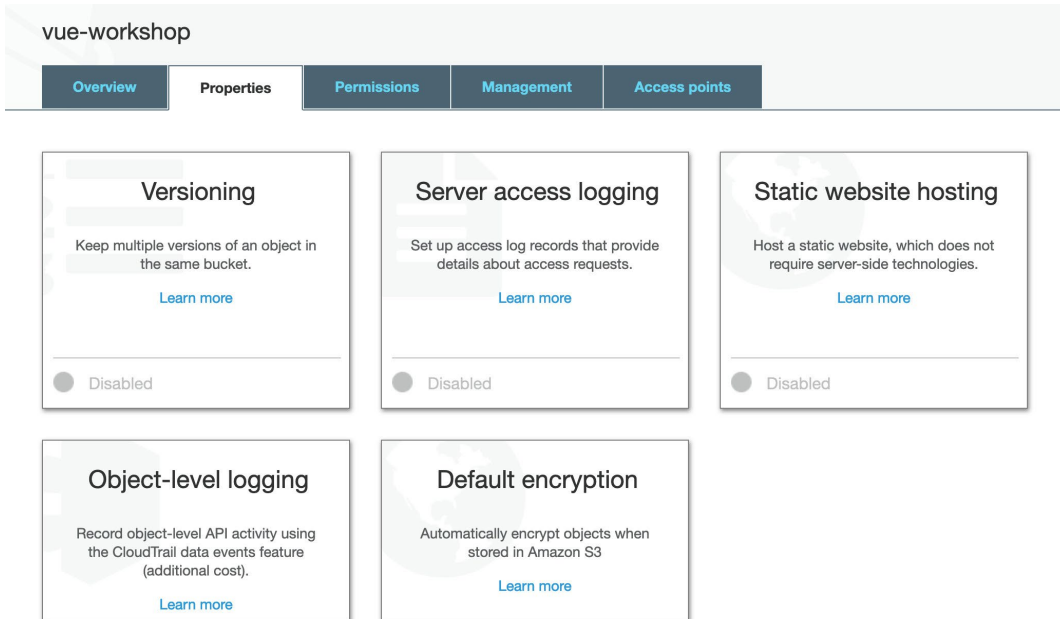 vue-workshop
Overview
Properties
Permissions
Management
Access points
Versioning
Keep multiple versions of an object in
the same bucket.
Learn more
Disabled
Server access logging
Set up access log records that provide
details about access requests.
Learn more
Disabled
Static website hosting
Host a static website, which does not
require server-side technologies.
Learn more
Disabled
Object-level logging
Record object-level API activity using
the CloudTrail data events feature
(additional cost).
Learn more
Default encryption
Automatically encrypt objects when
stored in Amazon S3
Learn more